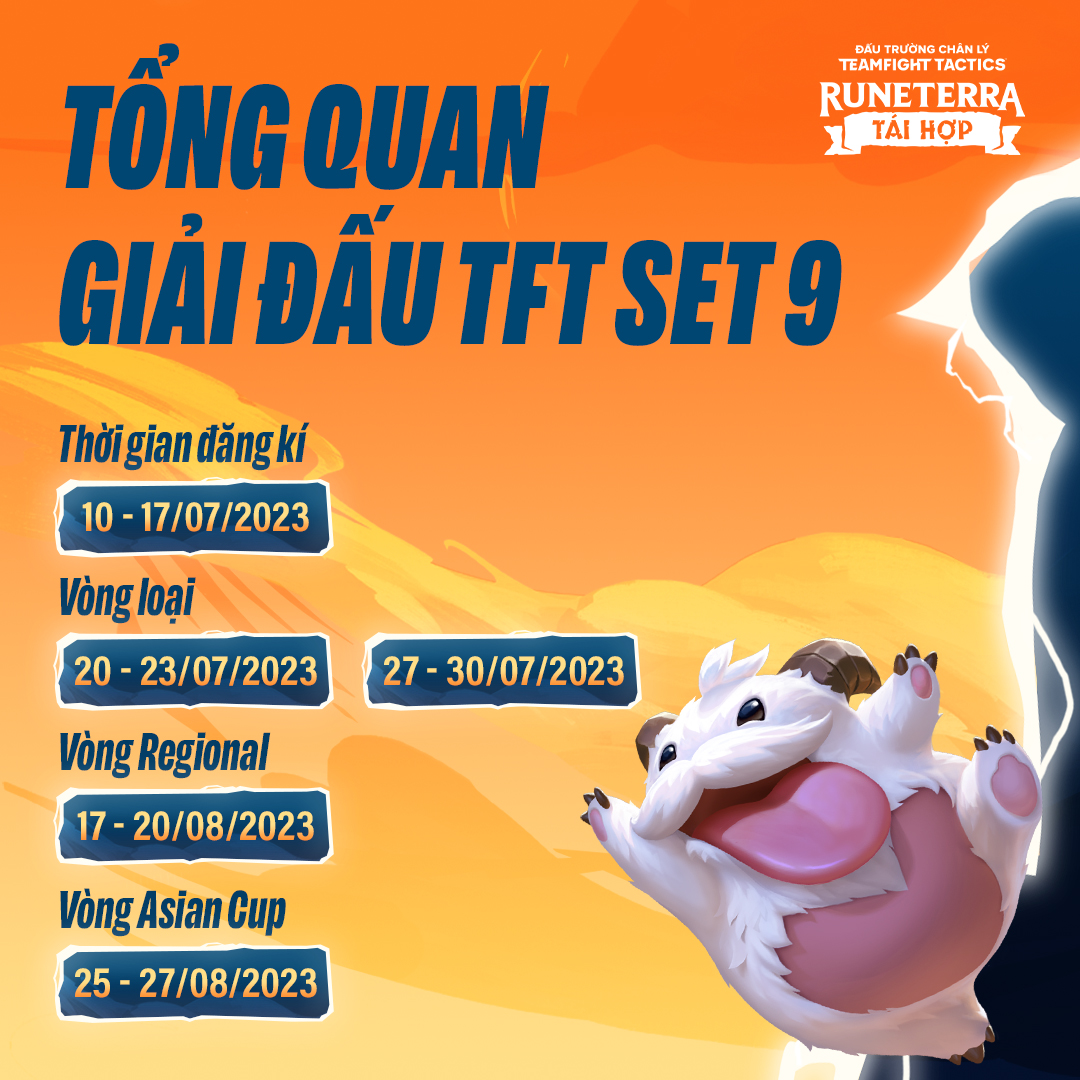 ĐẤU TRƯỜNG CHÂN LÝ
TEAMFIGHT TACTICS
RUNETERRA
TÁI HỢP
TỔNG QUAN
GIẢI ĐẤU TFT SET 9
Thời gian đăng kí
10 - 17/07/2023
Vòng loại
20 - 23/07/2023
27 - 30/07/2023
Vòng Regional
17 - 20/08/2023
Vòng Asian Cup
25 - 27/08/2023